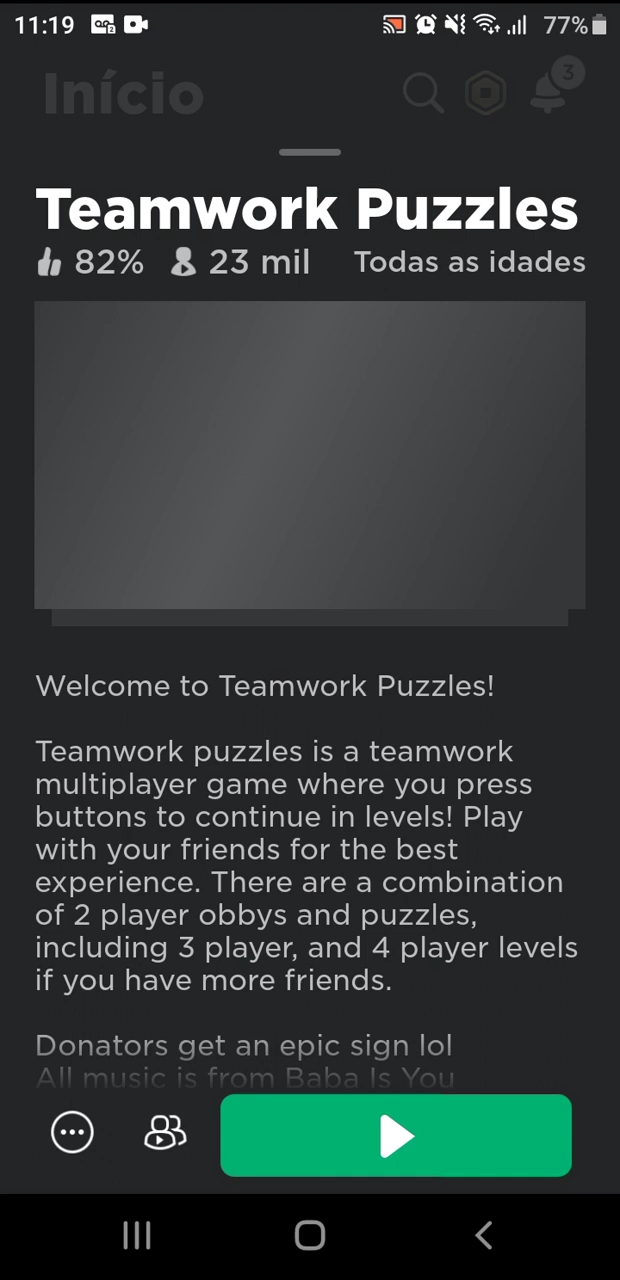 11:19
77%
Início
3
Teamwork Puzzles
82% 23 mil Todas as idades
Welcome to Teamwork Puzzles!
Teamwork puzzles is a teamwork
multiplayer game where you press
buttons to continue in levels! Play
with your friends for the best
experience. There are a combination
of 2 player obbys and puzzles,
including 3 player, and 4 player levels
if you have more friends.
Donators get an epic sign lol
All music is from Baba Is You